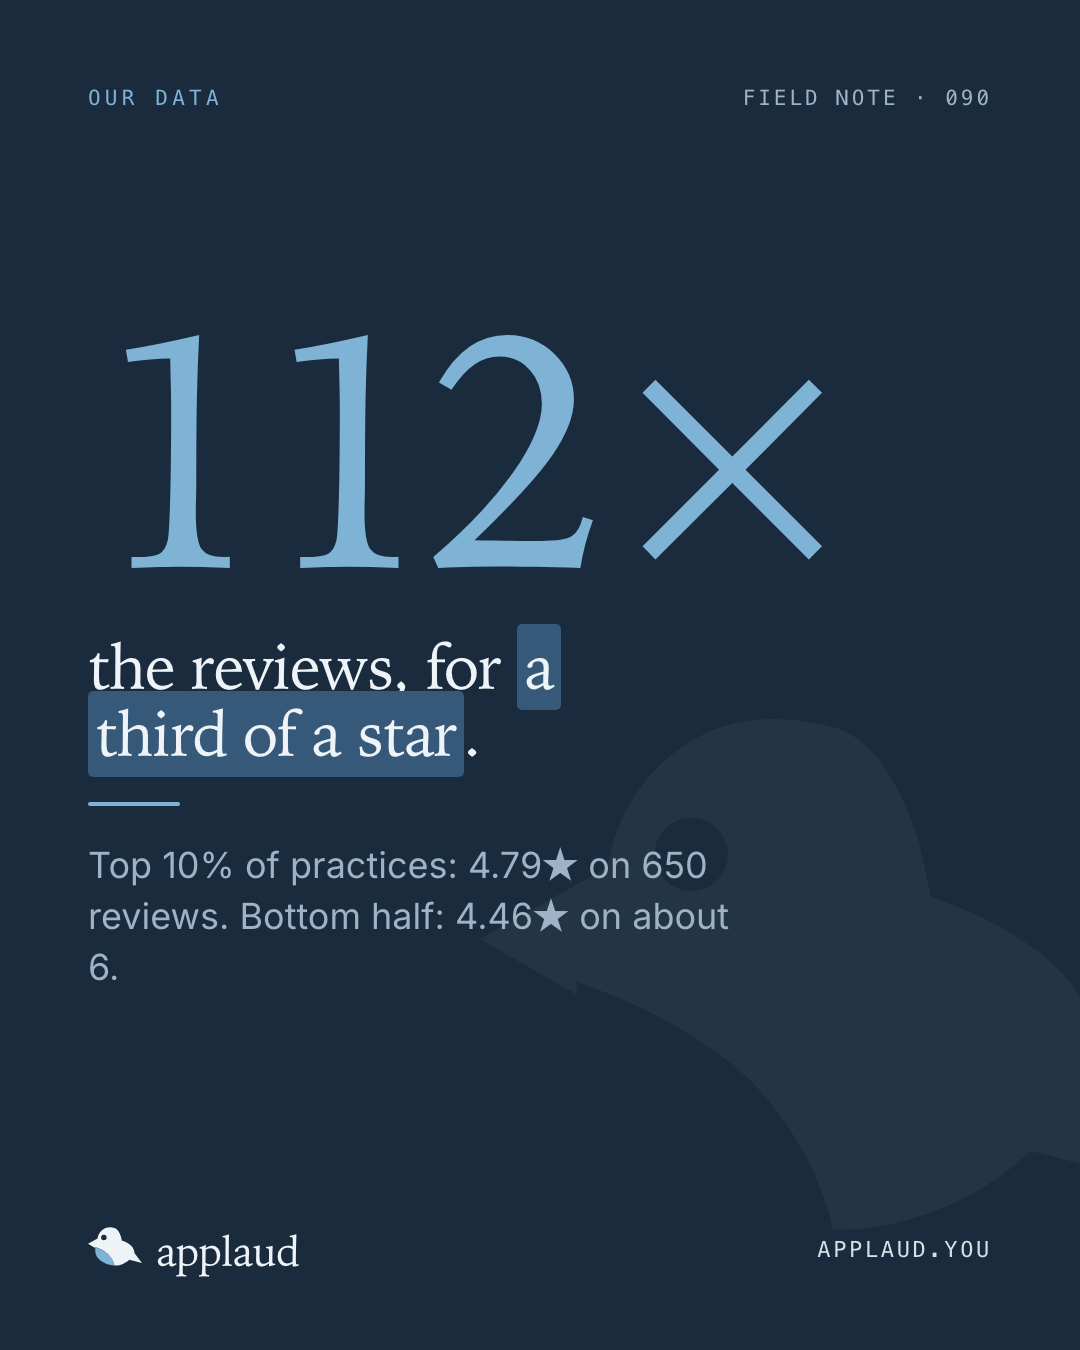 OUR DATA
FIELD NOTE · 090
112×
the reviews, for a
third of a star.
Top 10% of practices: 4.79★ on 650
reviews. Bottom half: 4.46★ on about
6.
applaud
APPLAUD.YOU